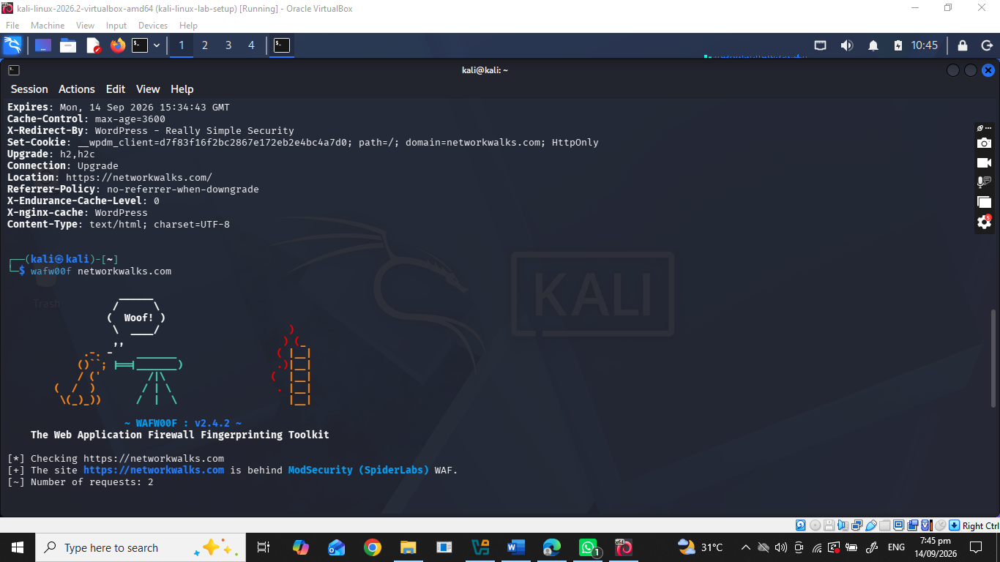 kali-linux-2026.2-virtualbox-amd64 (kali-linux-lab-setup) [Running] - Oracle VirtualBox
File Machine View Input Devices Help
1 2 3 4 10:45
kali@kali: ~
Session Actions Edit View Help
Expires: Mon, 14 Sep 2026 15:34:43 GMT
Cache-Control: max-age=3600
X-Redirect-By: WordPress - Really Simple Security
Set-Cookie: __wpdm_client=d7f83f16f2bc2867e172eb2e4bc4a7d0; path=/; domain=networkwalks.com; HttpOnly
Upgrade: h2,h2c
Connection: Upgrade
Location: https://networkwalks.com/
Referrer-Policy: no-referrer-when-downgrade
X-Endurance-Cache-Level: 0
X-nginx-cache: WordPress
Content-Type: text/html; charset=UTF-8
┌──(kali㉿kali)-[~]
└─$ wafw00f networkwalks.com
Trash
KALI
( Woof! )
~ WAFW00F : v2.4.2 ~
The Web Application Firewall Fingerprinting Toolkit
[*] Checking https://networkwalks.com
[+] The site https://networkwalks.com is behind ModSecurity (SpiderLabs) WAF.
[~] Number of requests: 2
5
Right Ctrl
Type here to search
1
31°C
ENG
7:45 pm
14/09/2026